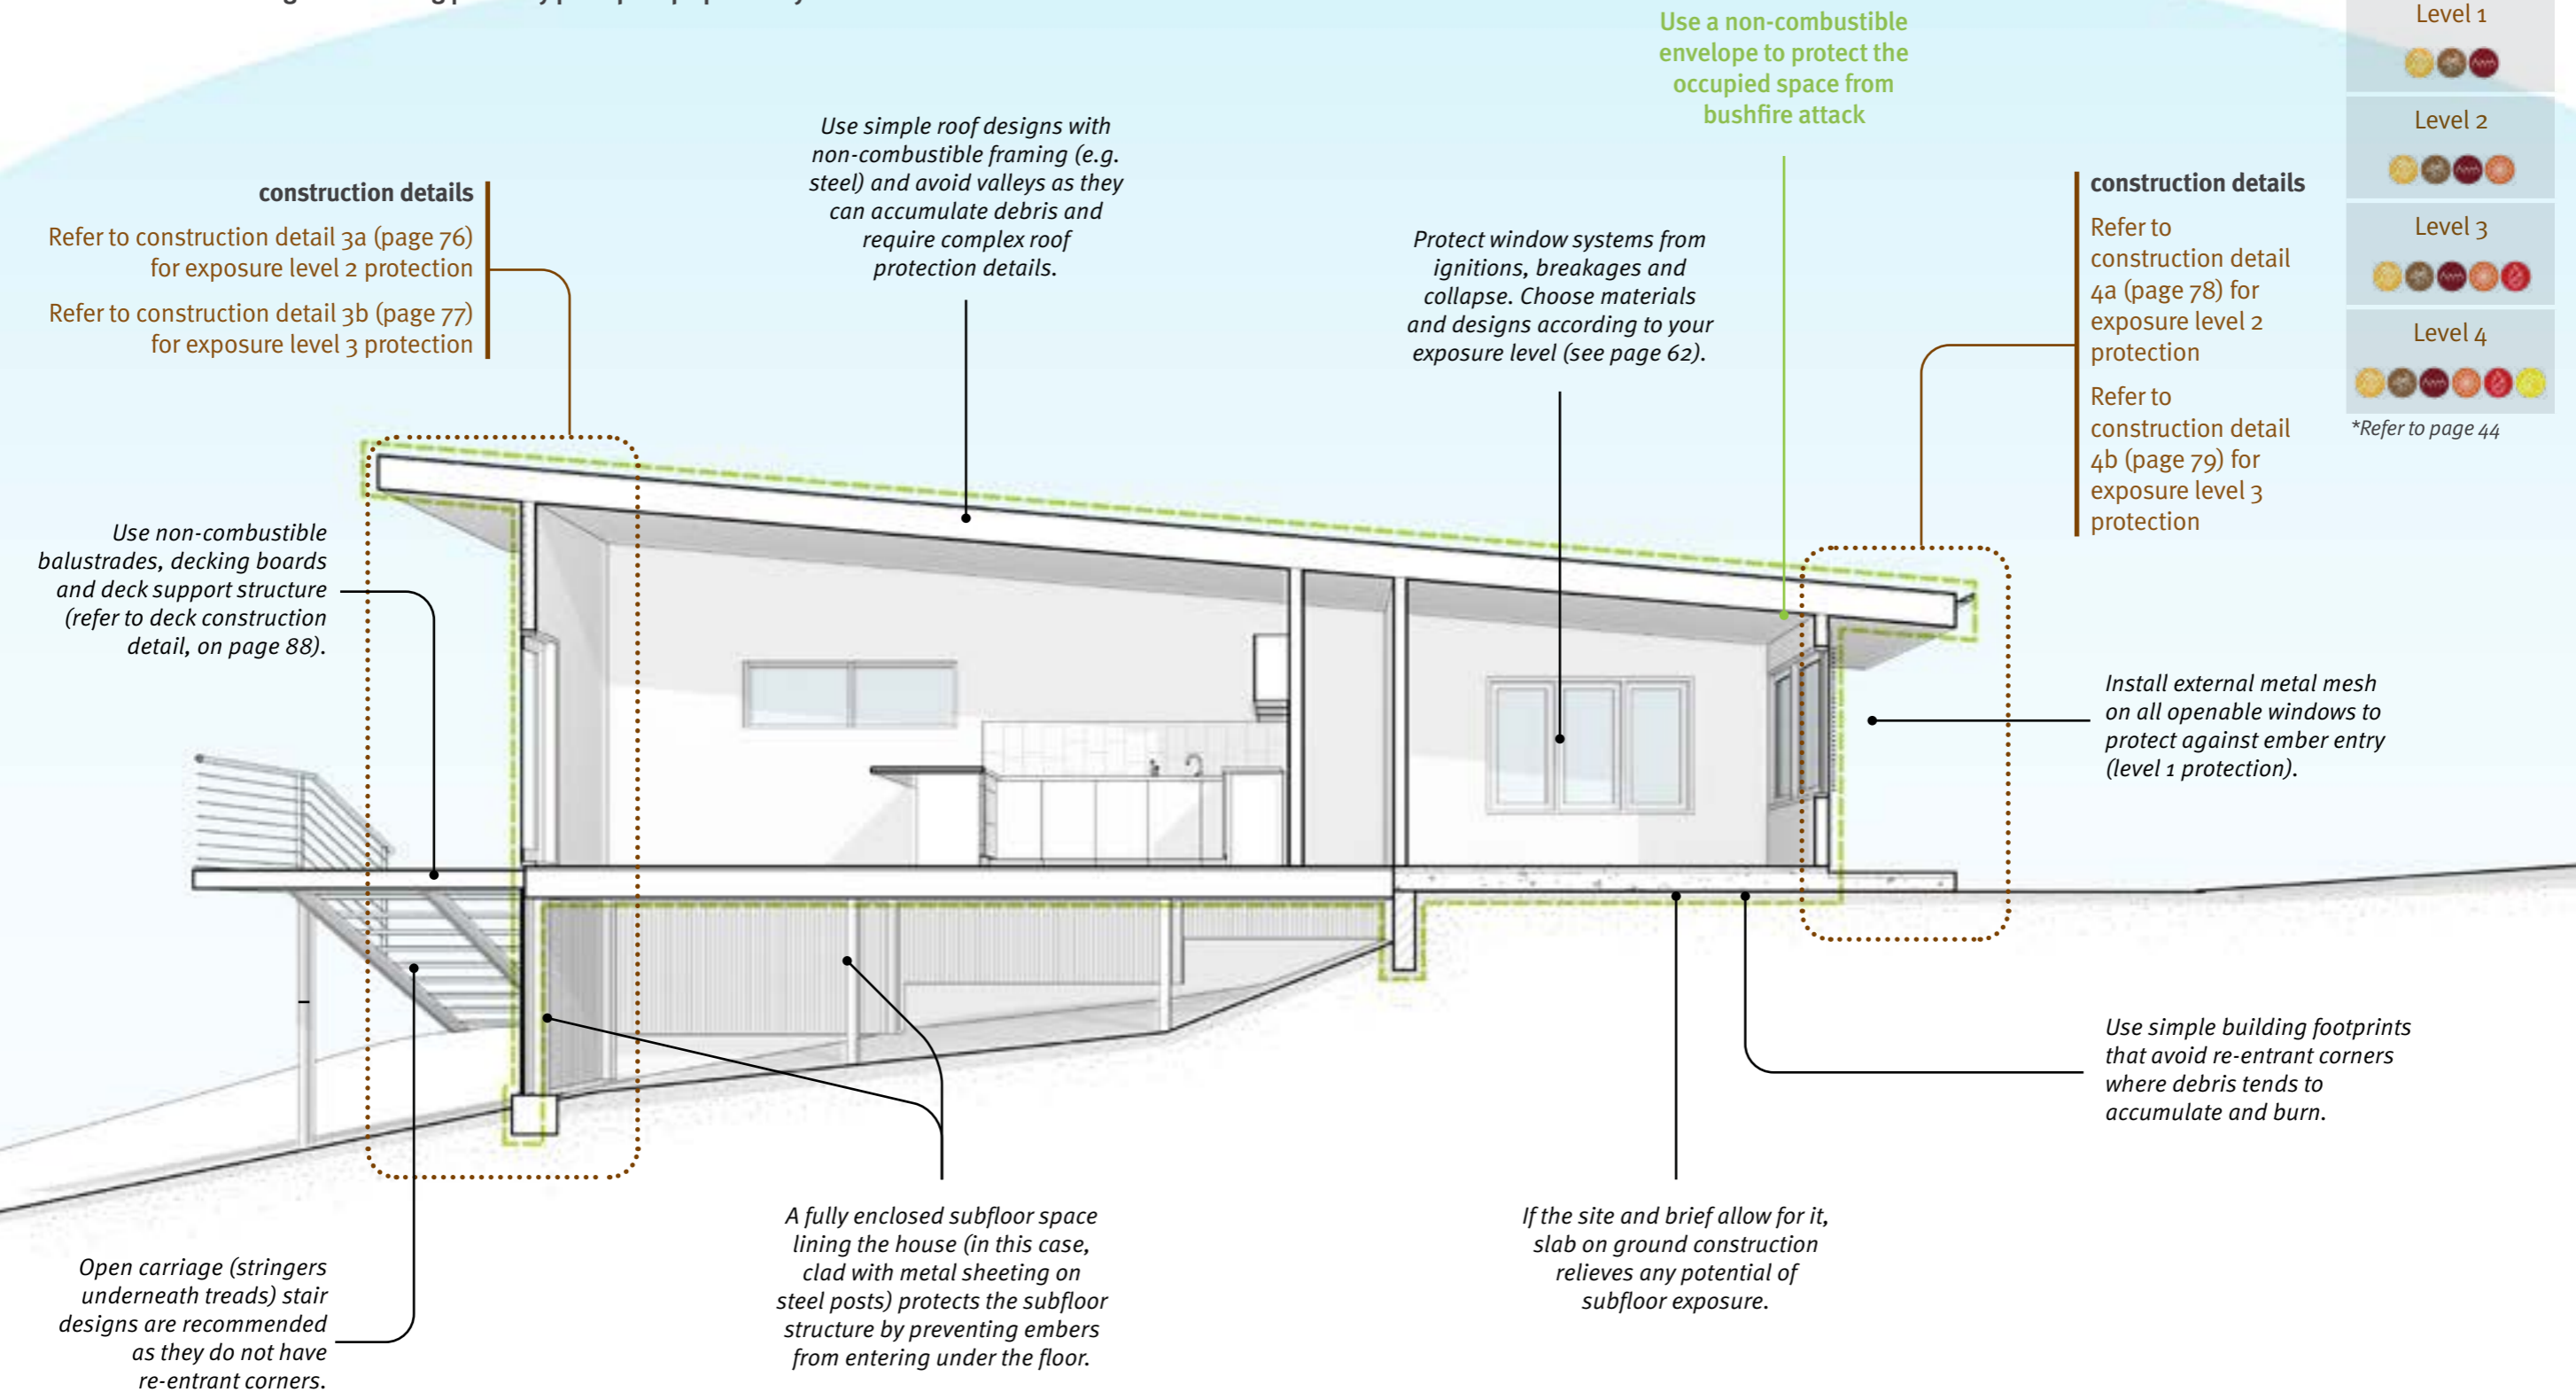 Use a non-combustible
envelope to protect the
occupied space from
bushfire attack
Level 1
Level 2
Level 3
Level 4
*Refer to page 44
Use simple roof designs with
non-combustible framing (e.g.
steel) and avoid valleys as they
can accumulate debris and
require complex roof
protection details.
construction details
Refer to construction detail 3a (page 76)
for exposure level 2 protection
Refer to construction detail 3b (page 77)
for exposure level 3 protection
Protect window systems from
ignitions, breakages and
collapse. Choose materials
and designs according to your
exposure level (see page 62).
construction details
Refer to
construction detail
4a (page 78) for
exposure level 2
protection
Refer to
construction detail
4b (page 79) for
exposure level 3
protection
Use non-combustible
balustrades, decking boards
and deck support structure
(refer to deck construction
detail, on page 88).
Install external metal mesh
on all openable windows to
protect against ember entry
(level 1 protection).
Use simple building footprints
that avoid re-entrant corners
where debris tends to
accumulate and burn.
Open carriage (stringers
underneath treads) stair
designs are recommended
as they do not have
re-entrant corners.
A fully enclosed subfloor space
lining the house (in this case,
clad with metal sheeting on
steel posts) protects the subfloor
structure by preventing embers
from entering under the floor.
If the site and brief allow for it,
slab on ground construction
relieves any potential of
subfloor exposure.